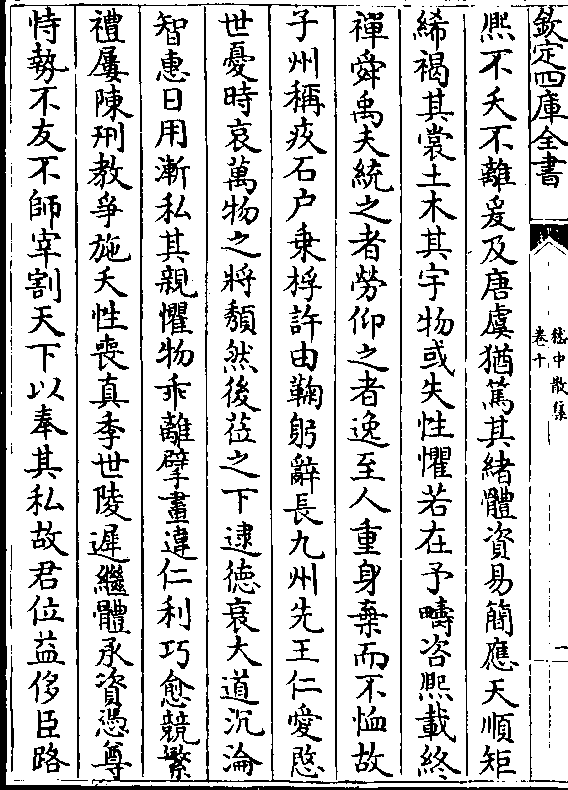 欽定四庫全書
嵇中散集
卷十
一
熈不夭不離爰及唐虞猶篤其緒體資易簡應天順矩
絺褐其裳土木其宇物或失性懼若在予疇咨熈載終
禪舜禹夫統之者勞仰之者逸至人重身棄而不恤故
子州稱疚石户乗桴許由鞠躬辭長九州先王仁愛愍
世憂時哀萬物之將頽然後莅之下逮德衰大道沉淪
智惠日用漸私其親懼物乖離擘畫違仁利巧愈競繁
禮屢陳刑教爭施夭性喪真季世陵遲繼體承資憑尊
恃勢不友不師宰割天下以奉其私故君位益侈臣路